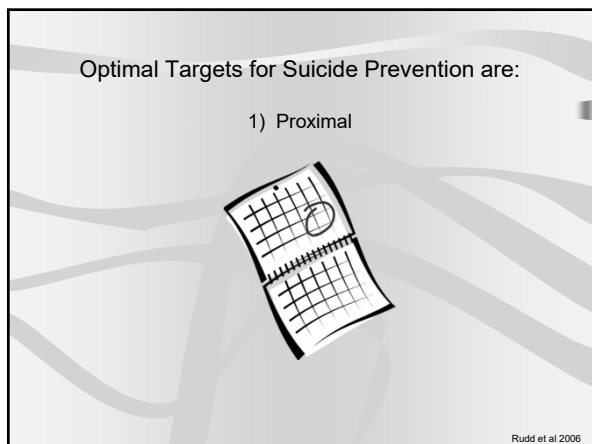 Optimal Targets for Suicide Prevention are:
1) Proximal
Rudd et al 2006